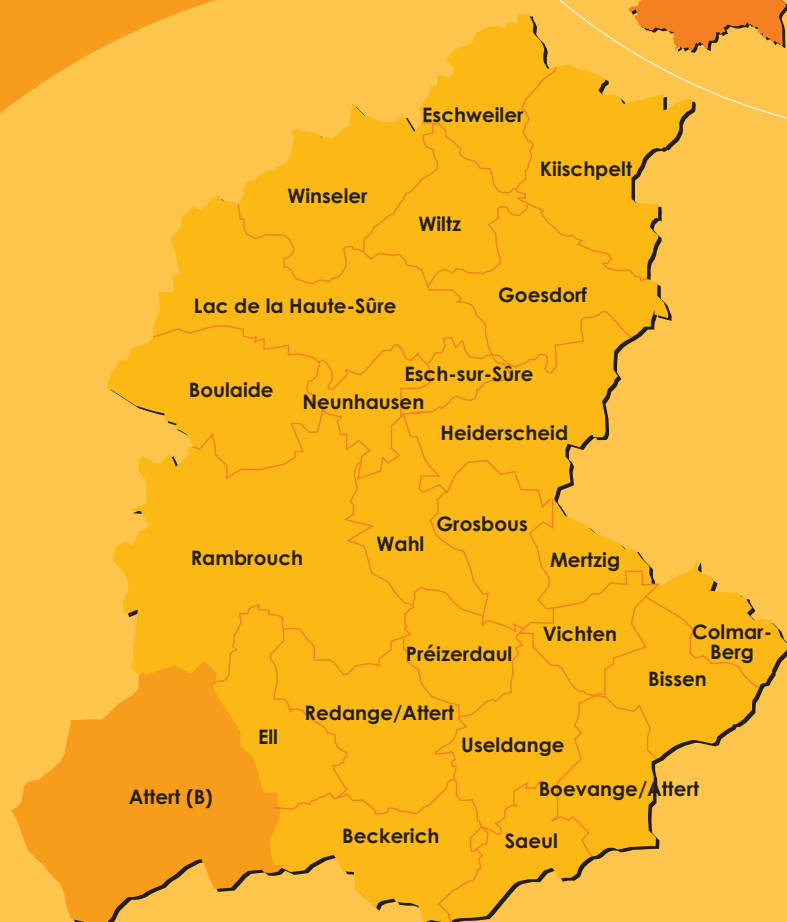 Eschweiler
Kiischpelt
Winseler
Wiltz
Goesdorf
Lac de la Haute-Sûre
Esch-sur-Sûre
Boulaide
Neunhausen
Heiderscheid
Grosbous
Wahl
Rambrouch
Mertzig
Vichten
Colmar-
Berg
Préizerdaul
Bissen
Redange/Attert
Ell
Useldange
Boevange/Attert
Attert (B)
Beckerich
Saeul